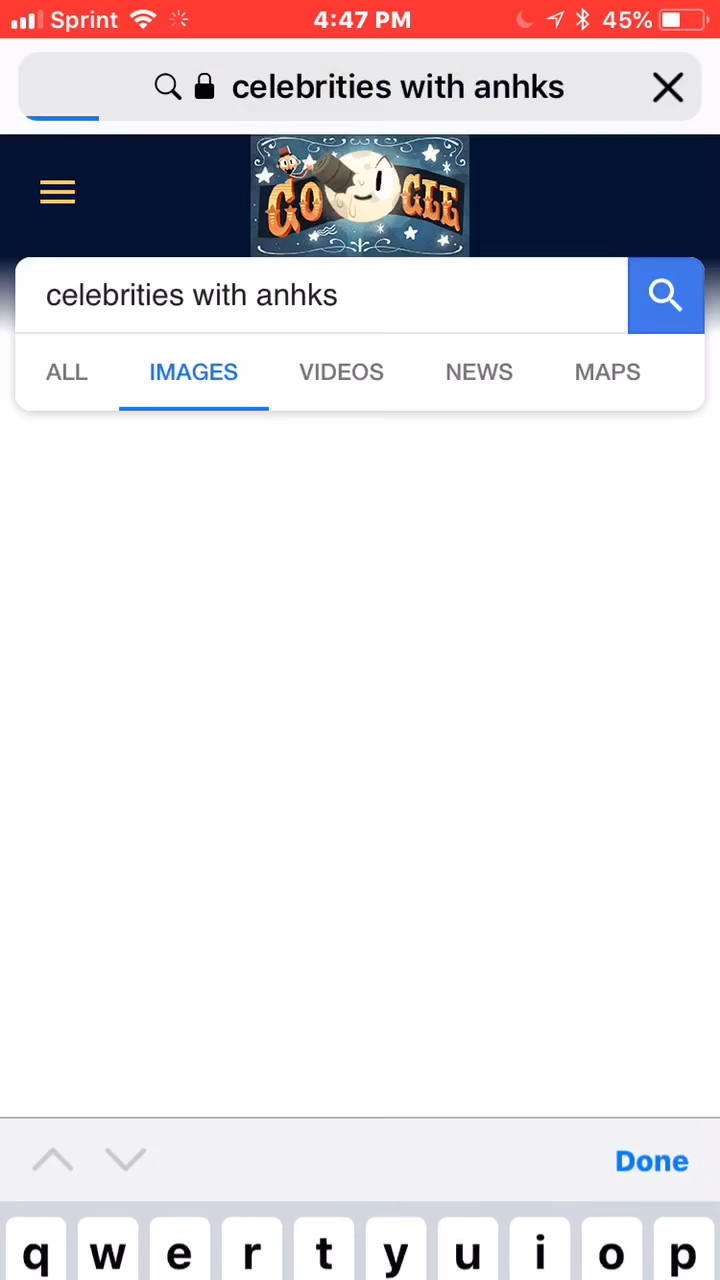 Sprint 4:47 PM 45%
celebrities with anhks
GOOGLE
celebrities with anhks
ALL IMAGES VIDEOS NEWS MAPS
Done
q w e r t y u i o p